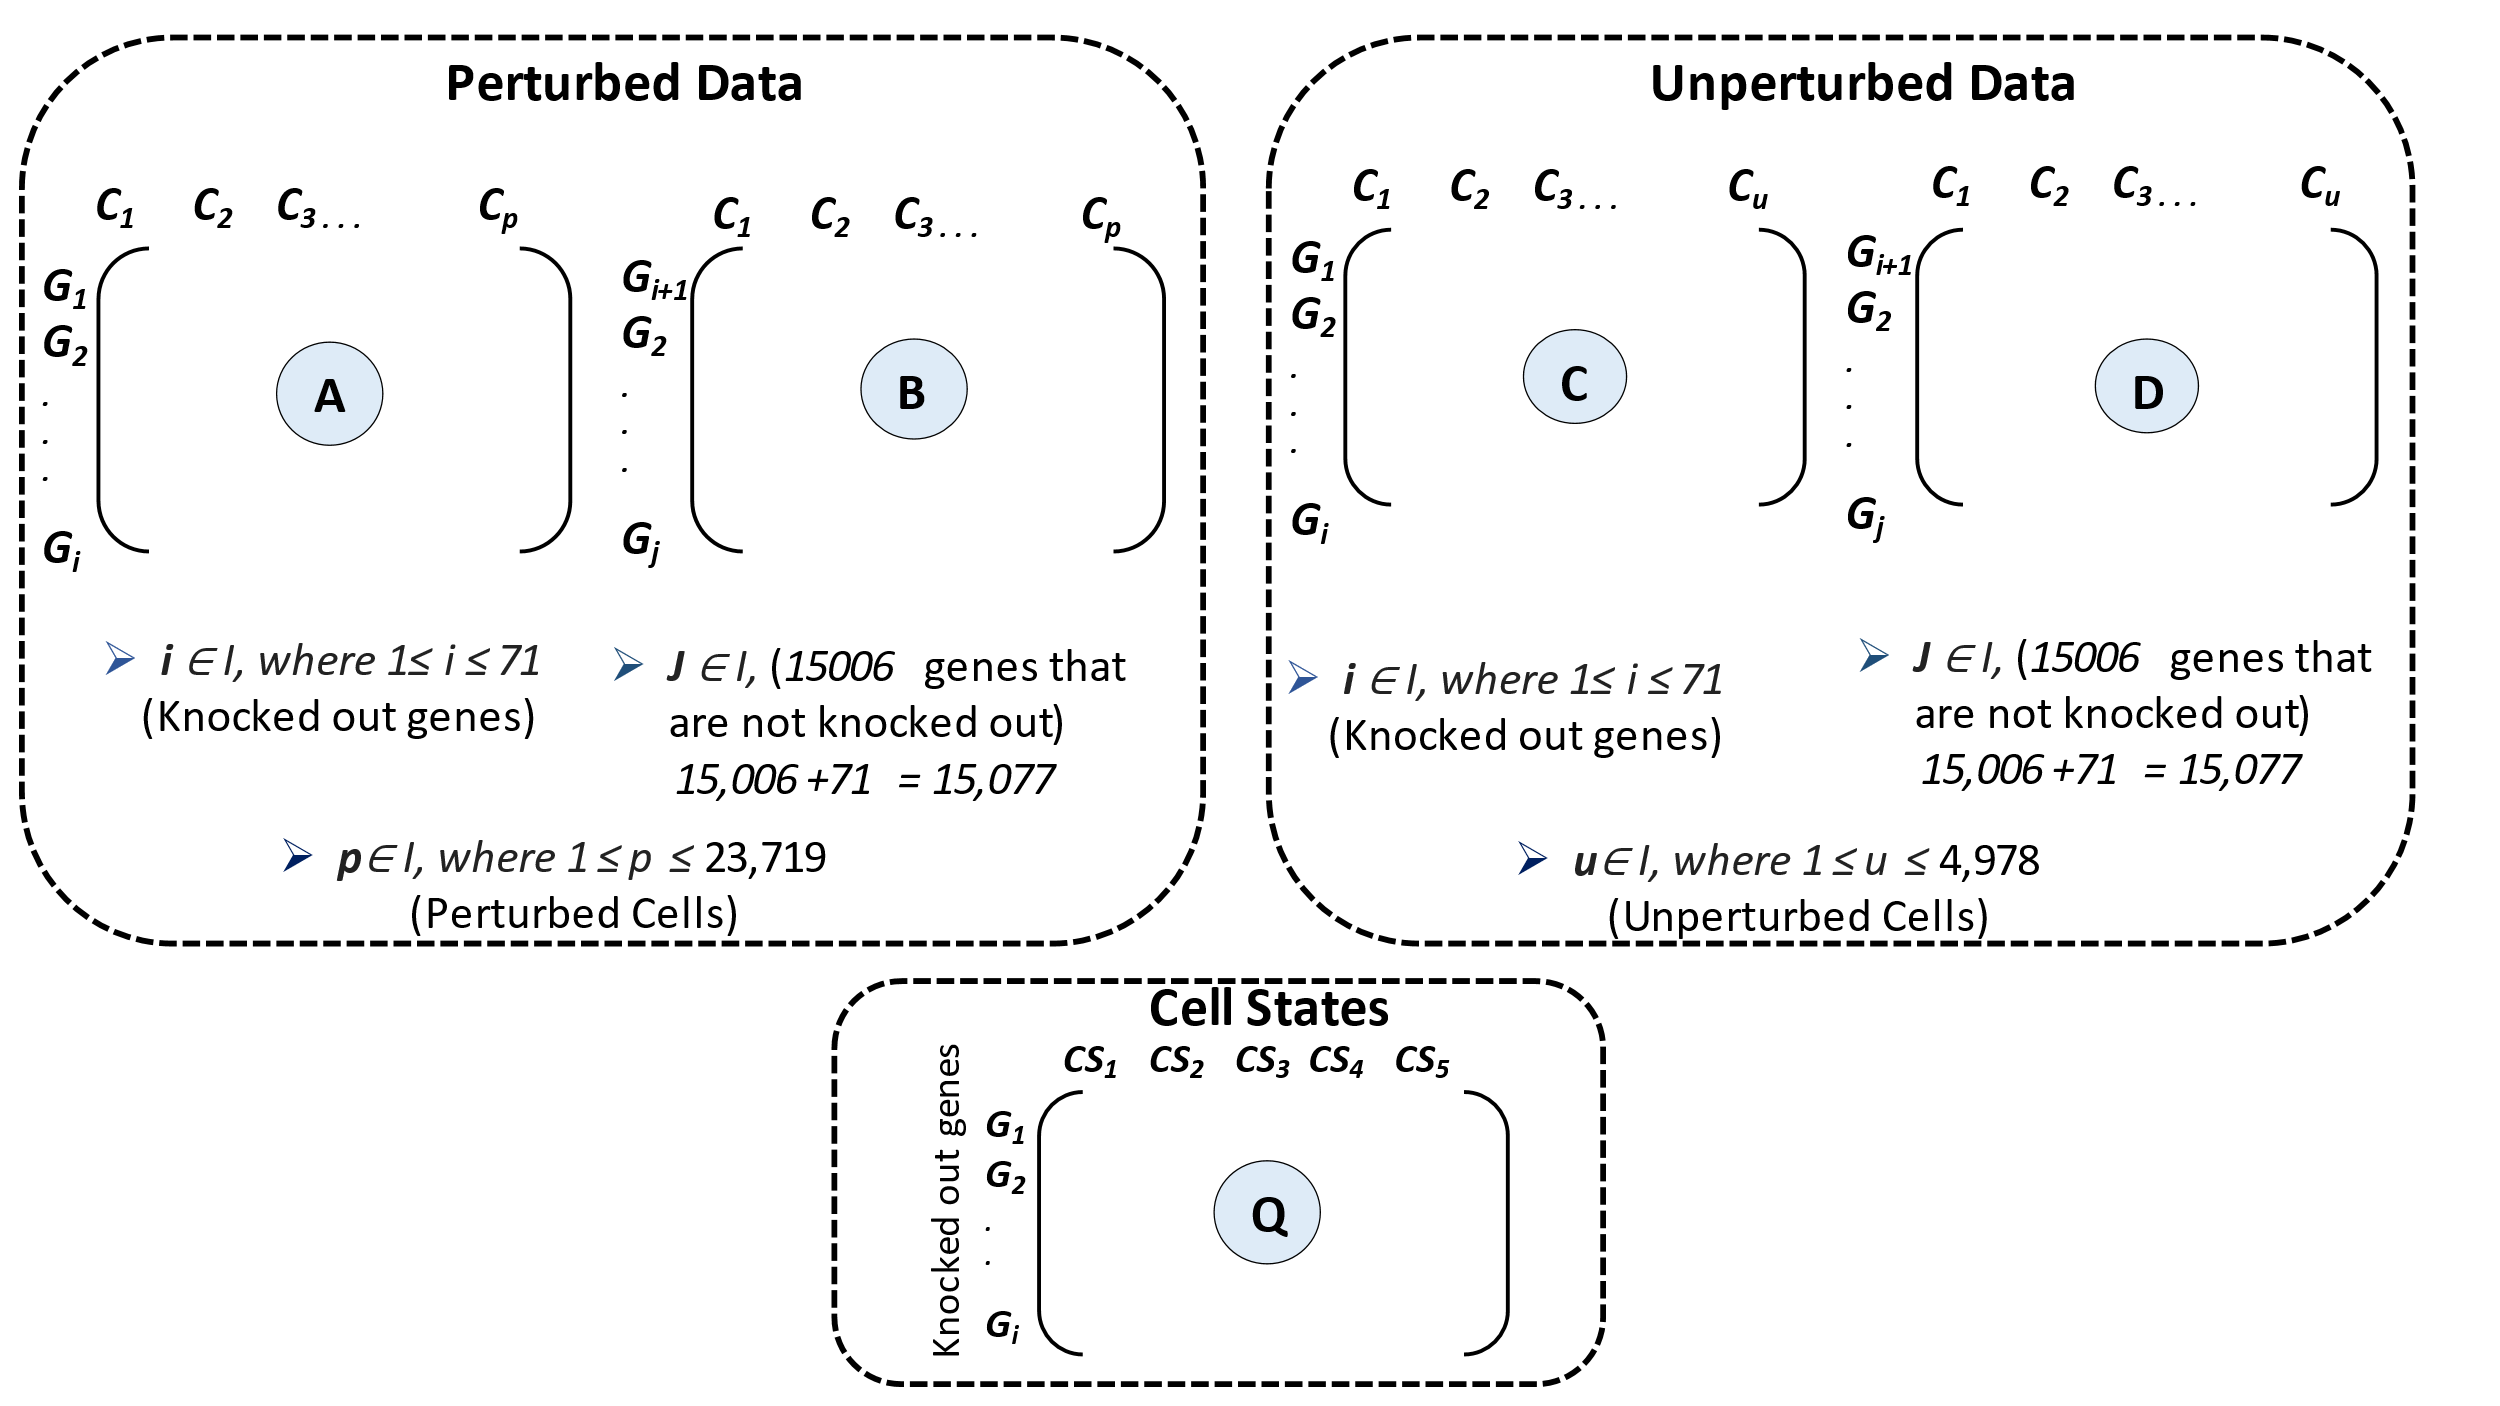 Perturbed Data
C1 C2 C3... Cp
G1
G2
.
.
.
Gi
A
C1 C2 C3... Cp
Gi+1
G2
.
.
.
Gj
B
i ∈ I, where 1≤ i ≤ 71
(Knocked out genes)
J ∈ I, (15006 genes that
are not knocked out)
15,006 +71 = 15,077
p∈ I, where 1 ≤ p ≤ 23,719
(Perturbed Cells)
Unperturbed Data
C1 C2 C3... Cu
G1
G2
.
.
.
Gi
C
C1 C2 C3... Cu
Gi+1
G2
.
.
.
Gj
D
i ∈ I, where 1≤ i ≤ 71
(Knocked out genes)
J ∈ I, (15006 genes that
are not knocked out)
15,006 +71 = 15,077
u∈ I, where 1 ≤ u ≤ 4,978
(Unperturbed Cells)
Cell States
CS1 CS2 CS3 CS4 CS5
Knocked out genes
G1
G2
.
.
Gi
Q